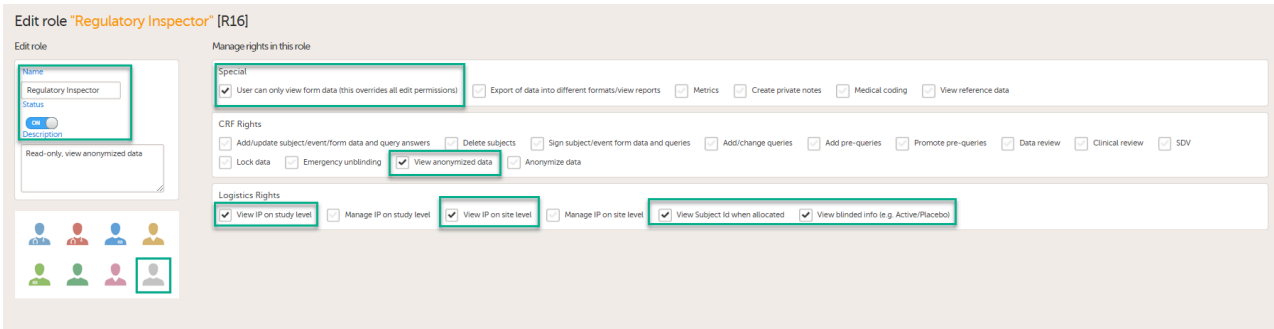 Edit role "Regulatory Inspector" [R16]
Edit role
Name
Regulatory Inspector
Status
ON
Description
Read-only, view anonymized data
Manage rights in this role
Special
User can only view form data (this overrides all edit permissions) Export of data into different formats/view reports Metrics Create private notes Medical coding View reference data
CRF Rights
Add/update subject/event/form data and query answers Delete subjects Sign subject/event form data and queries Add/change queries Add pre-queries Promote pre-queries Data review Clinical review SDV
Lock data Emergency unblinding View anonymized data Anonymize data
Logistics Rights
View IP on study level Manage IP on study level View IP on site level Manage IP on site level View Subject Id when allocated View blinded info (e.g. Active/Placebo)